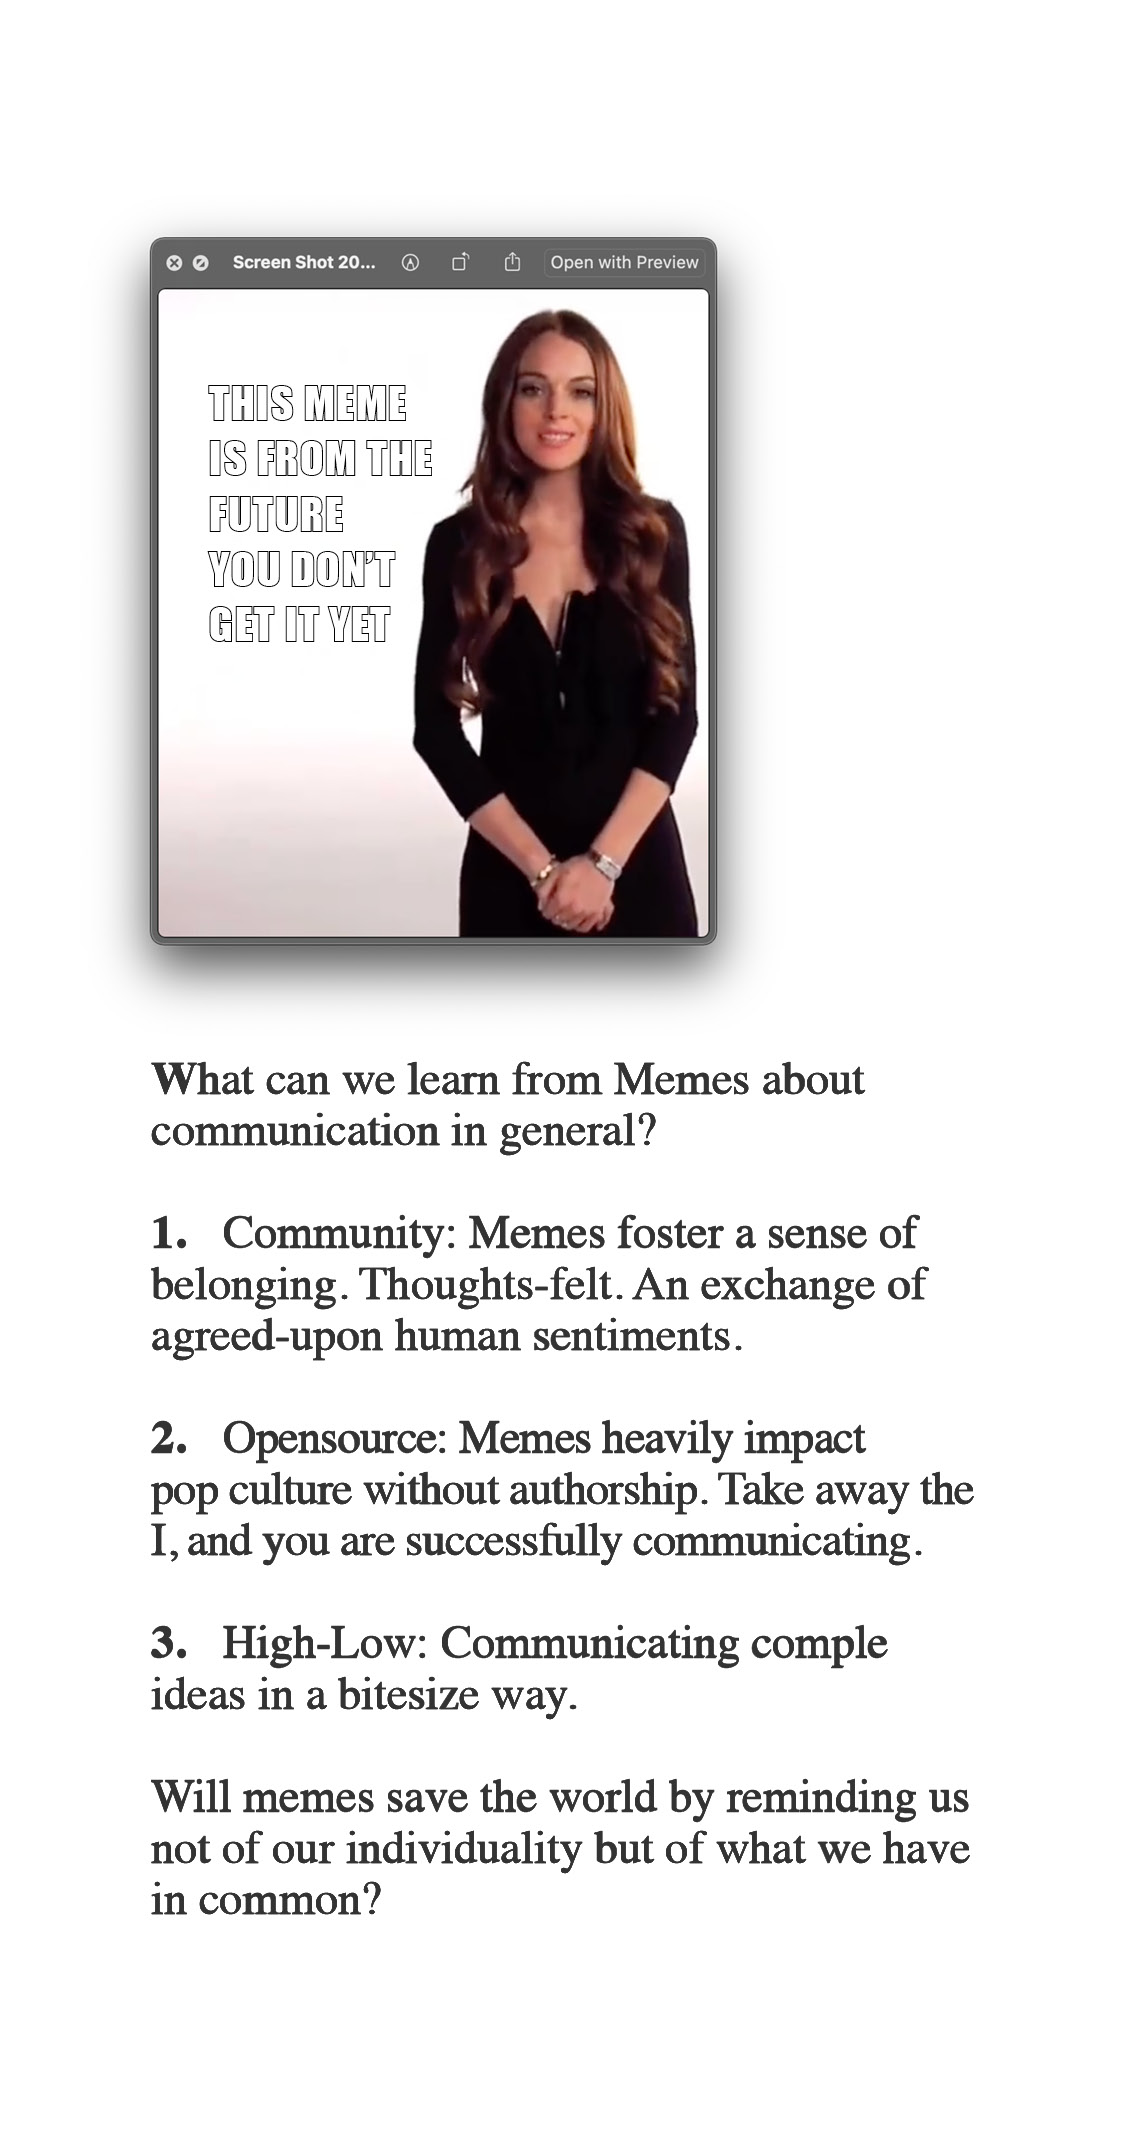 Screen Shot 20... Open with Preview
THIS MEME
IS FROM THE
FUTURE
YOU DON'T
GET IT YET
What can we learn from Memes about
communication in general?
1. Community: Memes foster a sense of
belonging. Thoughts-felt. An exchange of
agreed-upon human sentiments.
2. Opensource: Memes heavily impact
pop culture without authorship. Take away the
I, and you are successfully communicating.
3. High-Low: Communicating comple
ideas in a bitesize way.
Will memes save the world by reminding us
not of our individuality but of what we have
in common?